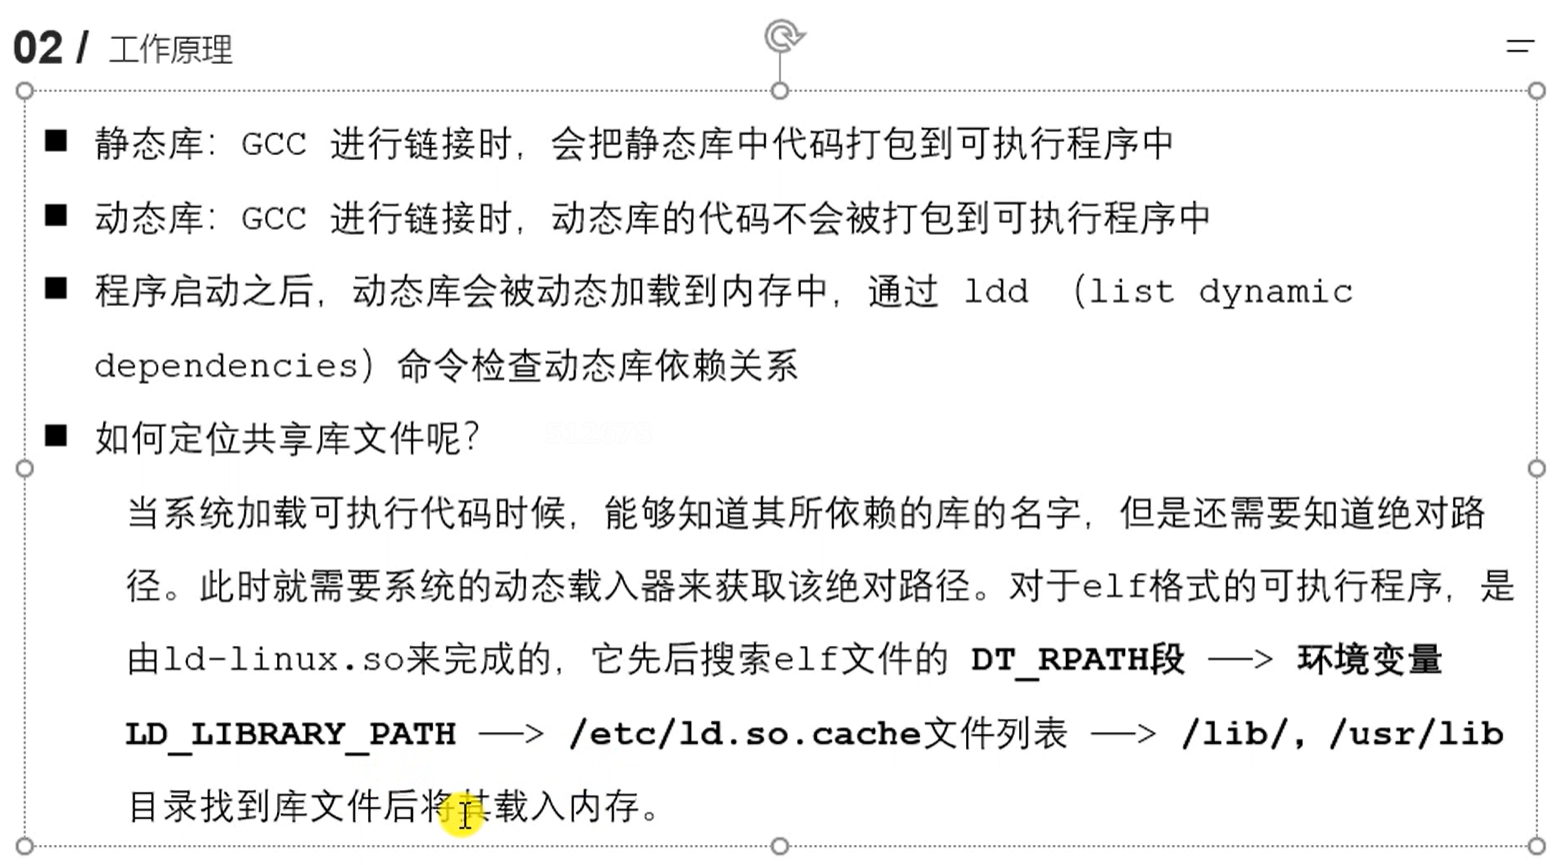 02 / 工作原理
■ 静态库：GCC 进行链接时，会把静态库中代码打包到可执行程序中
■ 动态库：GCC 进行链接时，动态库的代码不会被打包到可执行程序中
■ 程序启动之后，动态库会被动态加载到内存中，通过 ldd （list dynamic
dependencies）命令检查动态库依赖关系
■ 如何定位共享库文件呢？
当系统加载可执行代码时候，能够知道其所依赖的库的名字，但是还需要知道绝对路
径。此时就需要系统的动态载入器来获取该绝对路径。对于elf格式的可执行程序，是
由ld-linux.so来完成的，它先后搜索elf文件的 DT_RPATH段 ——> 环境变量
LD_LIBRARY_PATH ——> /etc/ld.so.cache文件列表 ——> /lib/，/usr/lib
目录找到库文件后将其载入内存。